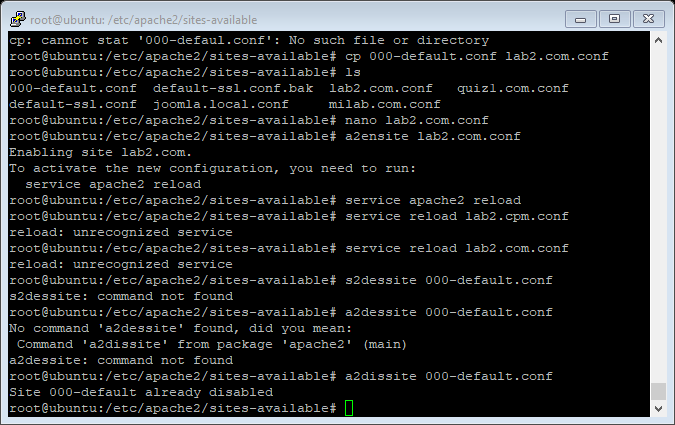 root@ubuntu: /etc/apache2/sites-available
cp: cannot stat '000-defaul.conf': No such file or directory
root@ubuntu:/etc/apache2/sites-available# cp 000-default.conf lab2.com.conf
root@ubuntu:/etc/apache2/sites-available# ls
000-default.conf  default-ssl.conf.bak  lab2.com.conf   quizl.com.conf
default-ssl.conf  joomla.local.conf     milab.com.conf
root@ubuntu:/etc/apache2/sites-available# nano lab2.com.conf
root@ubuntu:/etc/apache2/sites-available# a2ensite lab2.com.conf
Enabling site lab2.com.
To activate the new configuration, you need to run:
  service apache2 reload
root@ubuntu:/etc/apache2/sites-available# service apache2 reload
root@ubuntu:/etc/apache2/sites-available# service reload lab2.cpm.conf
reload: unrecognized service
root@ubuntu:/etc/apache2/sites-available# service reload lab2.com.conf
reload: unrecognized service
root@ubuntu:/etc/apache2/sites-available# s2dessite 000-default.conf
s2dessite: command not found
root@ubuntu:/etc/apache2/sites-available# a2dessite 000-default.conf
No command 'a2dessite' found, did you mean:
 Command 'a2dissite' from package 'apache2' (main)
a2dessite: command not found
root@ubuntu:/etc/apache2/sites-available# a2dissite 000-default.conf
Site 000-default already disabled
root@ubuntu:/etc/apache2/sites-available#